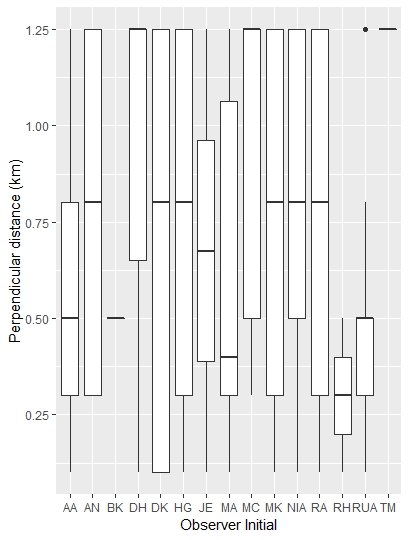 Perpendicular distance (km)
1.25
1.00
0.75
0.50
0.25
AA AN BK DH DK HG JE MA MC MK NIA RA RH RUA TM
Observer Initial